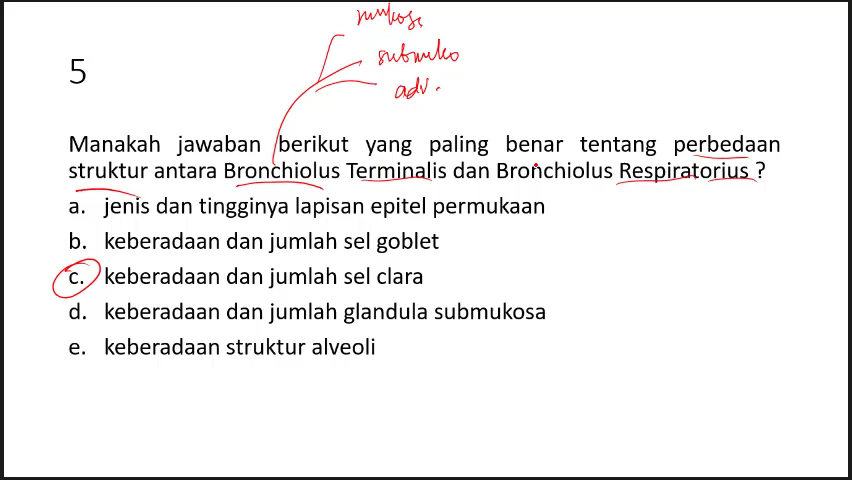 mukosa
submuko
adv.
5
Manakah jawaban berikut yang paling benar tentang perbedaan
struktur antara Bronchiolus Terminalis dan Bronchiolus Respiratorius ?
a. jenis dan tingginya lapisan epitel permukaan
b. keberadaan dan jumlah sel goblet
c. keberadaan dan jumlah sel clara
d. keberadaan dan jumlah glandula submukosa
e. keberadaan struktur alveoli